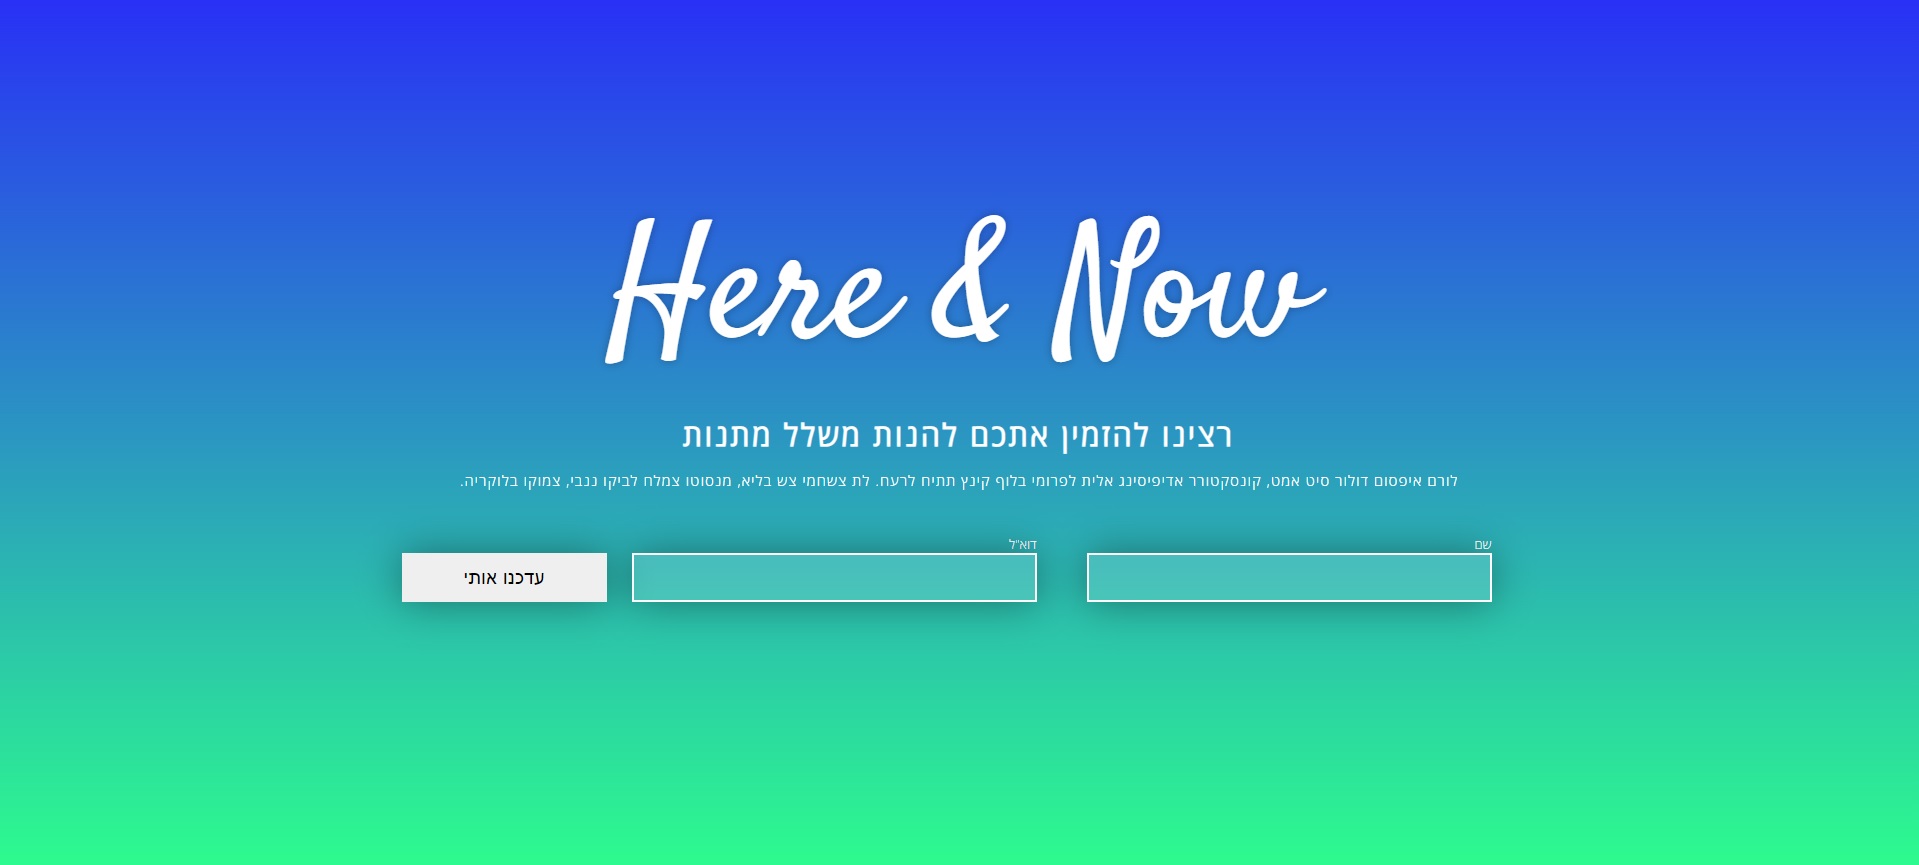 Here & Now
רצינו להזמין אתכם להנות משלל מתנות
לורם איפסום דולור סיט אמט, קונסקטורר אדיפיסינג אלית לפרומי בלוף קינץ תתיח לרעח. לת צשחמי צש בליא, מנסוטו צמלח לביקו ננבי, צמוקו בלוקריה.
שם
דוא"ל
עדכנו אותי